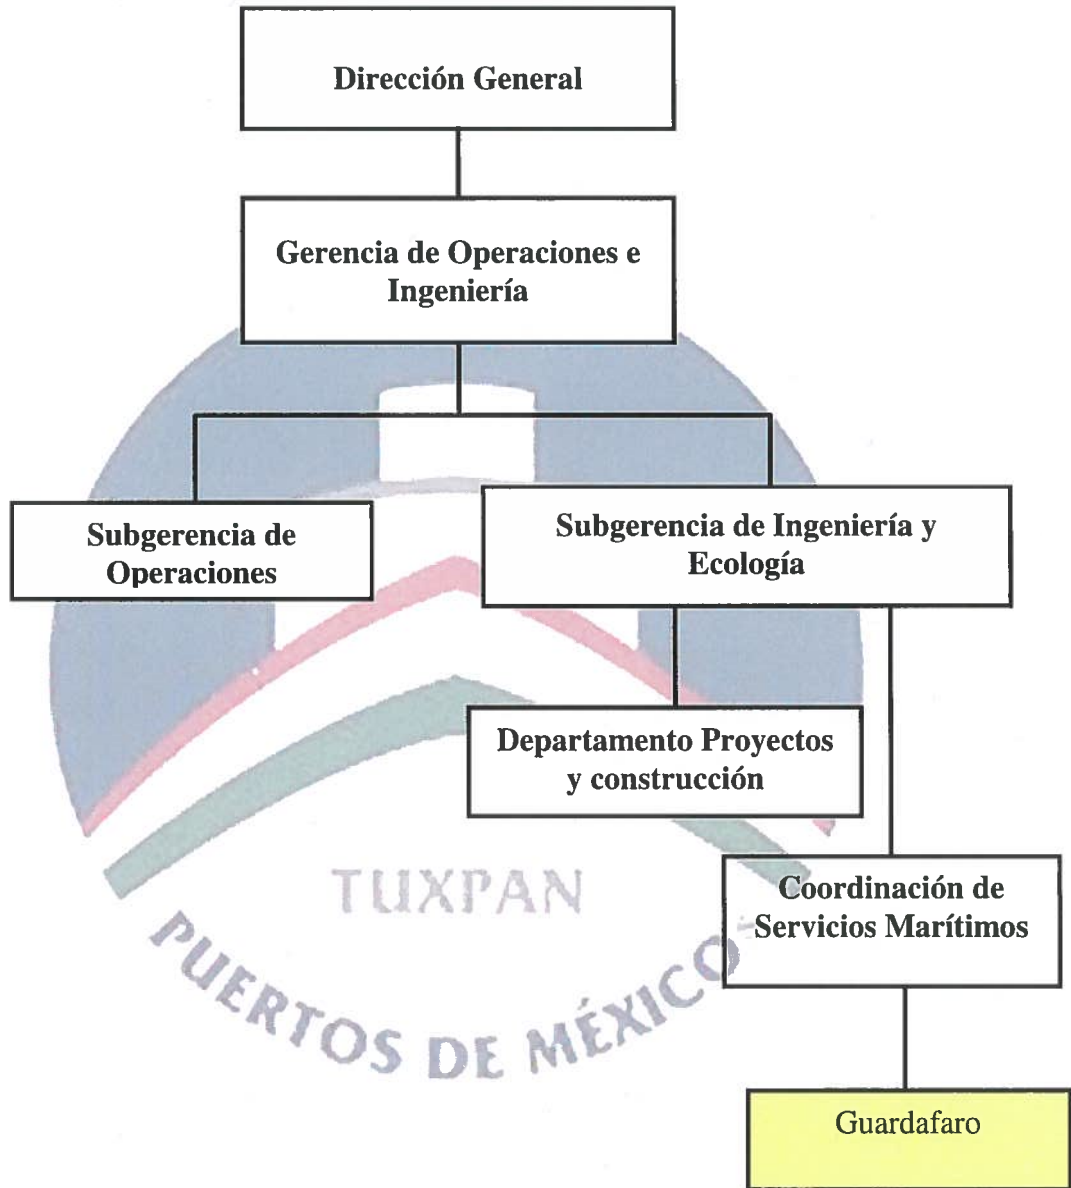 Dirección General
Gerencia de Operaciones e
Ingeniería
Subgerencia de
Operaciones
Subgerencia de Ingeniería y
Ecología
Departamento Proyectos
y construcción
TUXPAN
Coordinación de
Servicios Marítimos
PUERTOS DE MÉXICO
Guardafaro